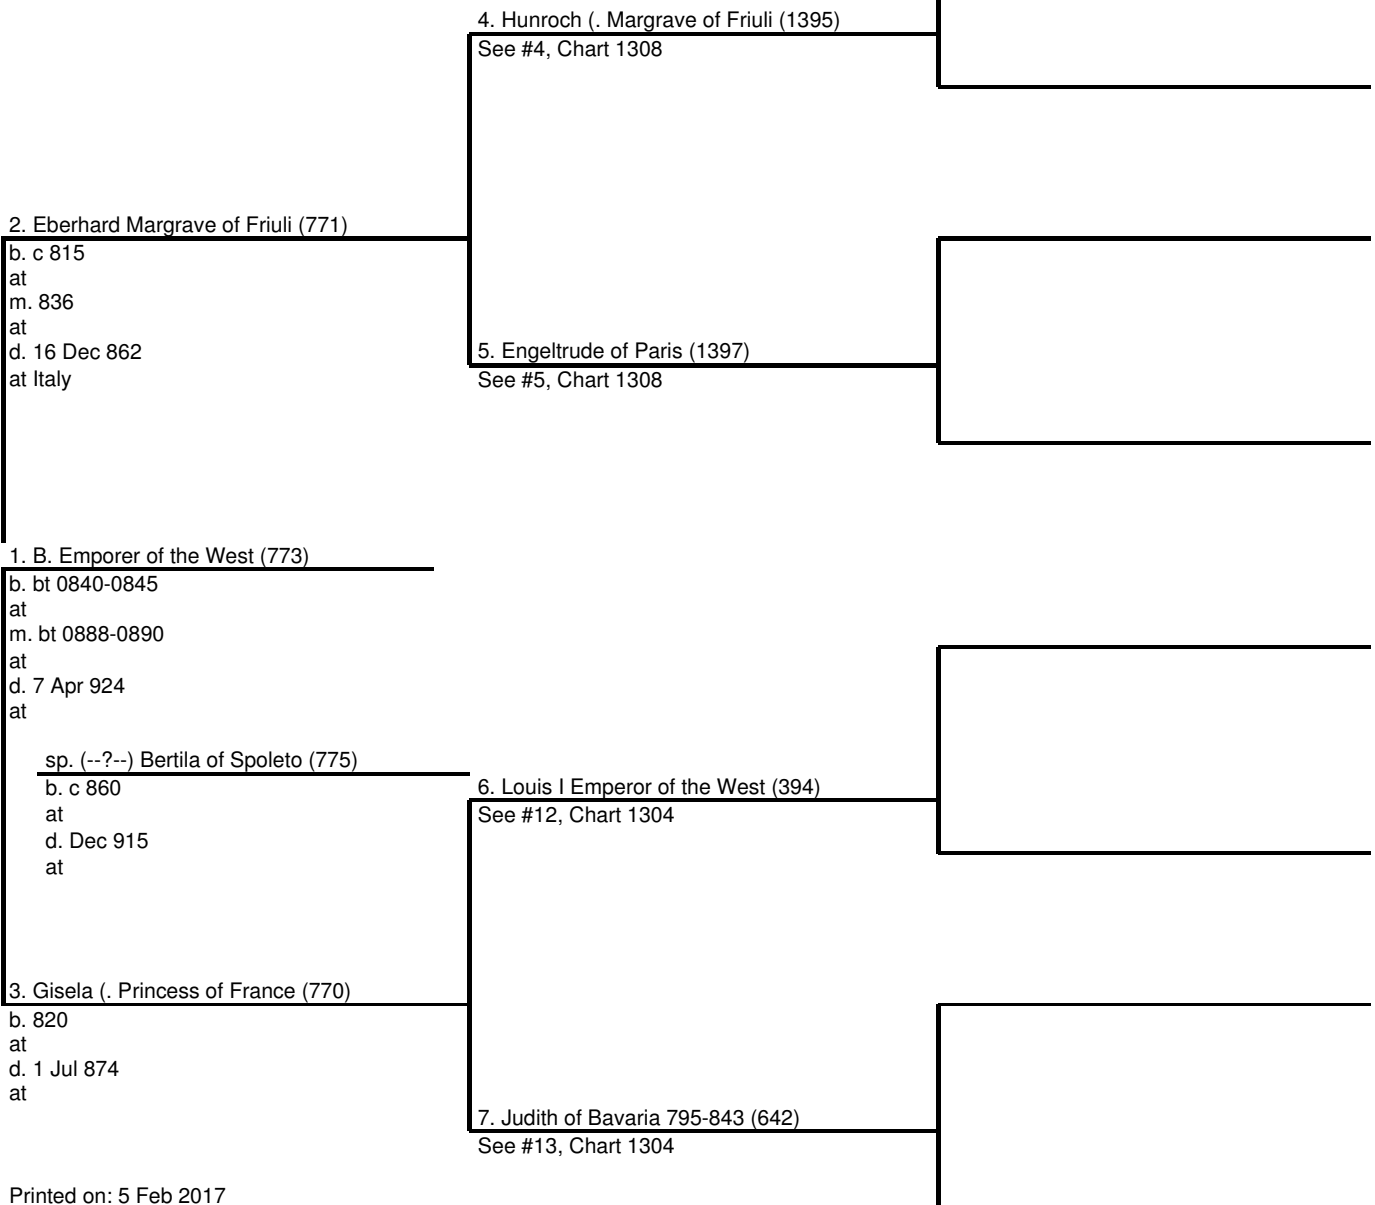 4. Hunroch (. Margrave of Friuli (1395)
See #4, Chart 1308
2. Eberhard Margrave of Friuli (771)
b. c 815
at
m. 836
at
d. 16 Dec 862
at Italy
5. Engeltrude of Paris (1397)
See #5, Chart 1308
1. B. Emporer of the West (773)
b. bt 0840-0845
at
m. bt 0888-0890
at
d. 7 Apr 924
at
sp. (--?--) Bertila of Spoleto (775)
b. c 860
at
d. Dec 915
at
6. Louis I Emperor of the West (394)
See #12, Chart 1304
3. Gisela (. Princess of France (770)
b. 820
at
d. 1 Jul 874
at
7. Judith of Bavaria 795-843 (642)
See #13, Chart 1304
Printed on: 5 Feb 2017